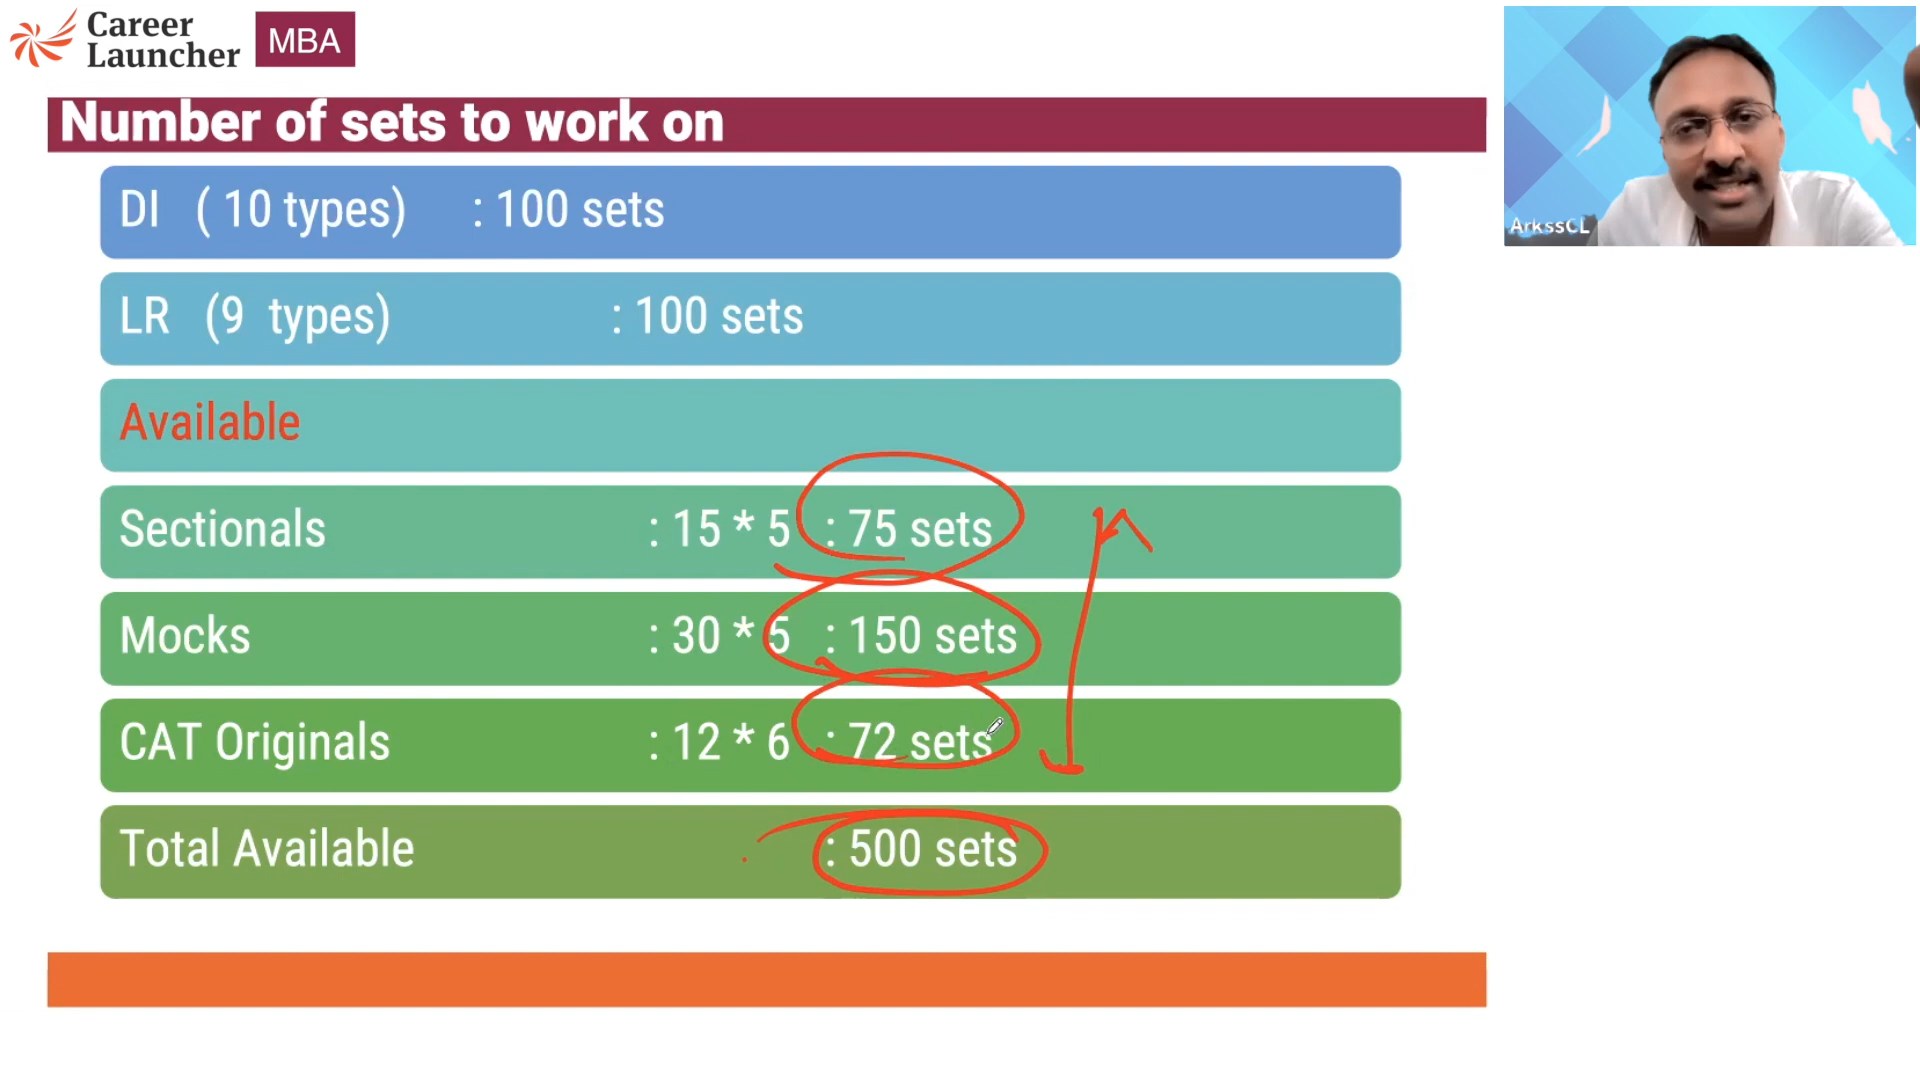 Career
Launcher
MBA
Number of sets to work on
DI ( 10 types) : 100 sets
LR (9 types) : 100 sets
Available
Sectionals : 15 * 5 : 75 sets
Mocks : 30 * 5 : 150 sets
CAT Originals : 12 * 6 : 72 sets
Total Available : 500 sets
ArkssCL